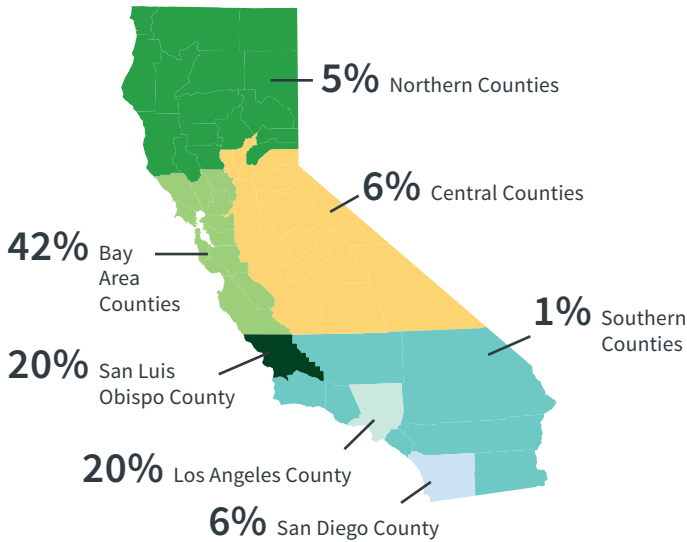 5% Northern Counties
6% Central Counties
42% Bay
Area
Counties
1% Southern
Counties
20% San Luis
Obispo County
20% Los Angeles County
6% San Diego County